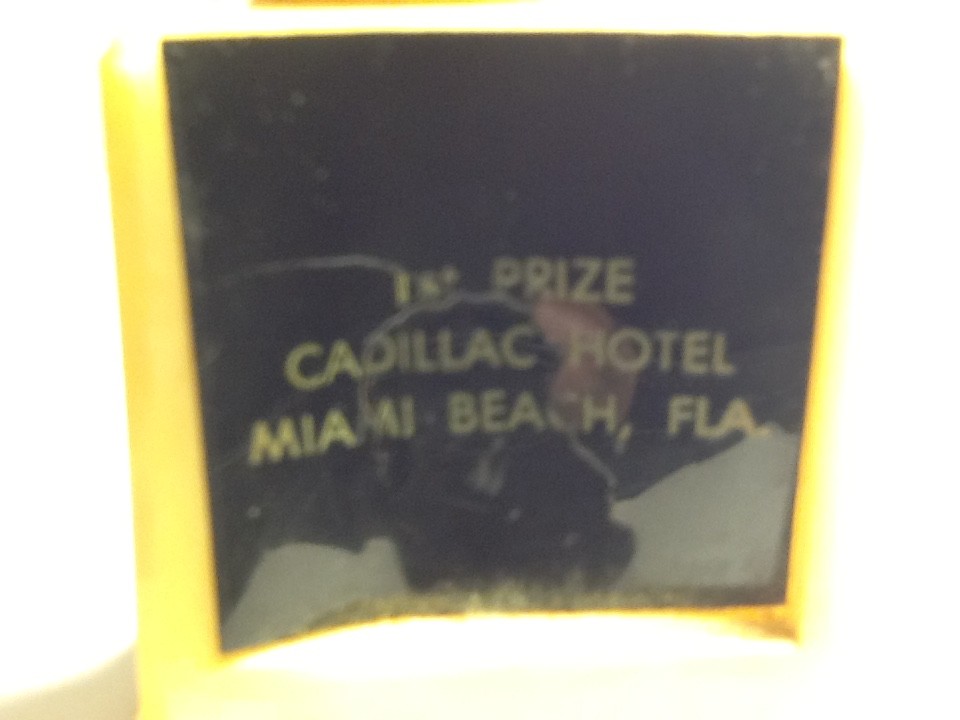 1st PRIZE
CADILLAC HOTEL
MIAMI BEACH, FLA.